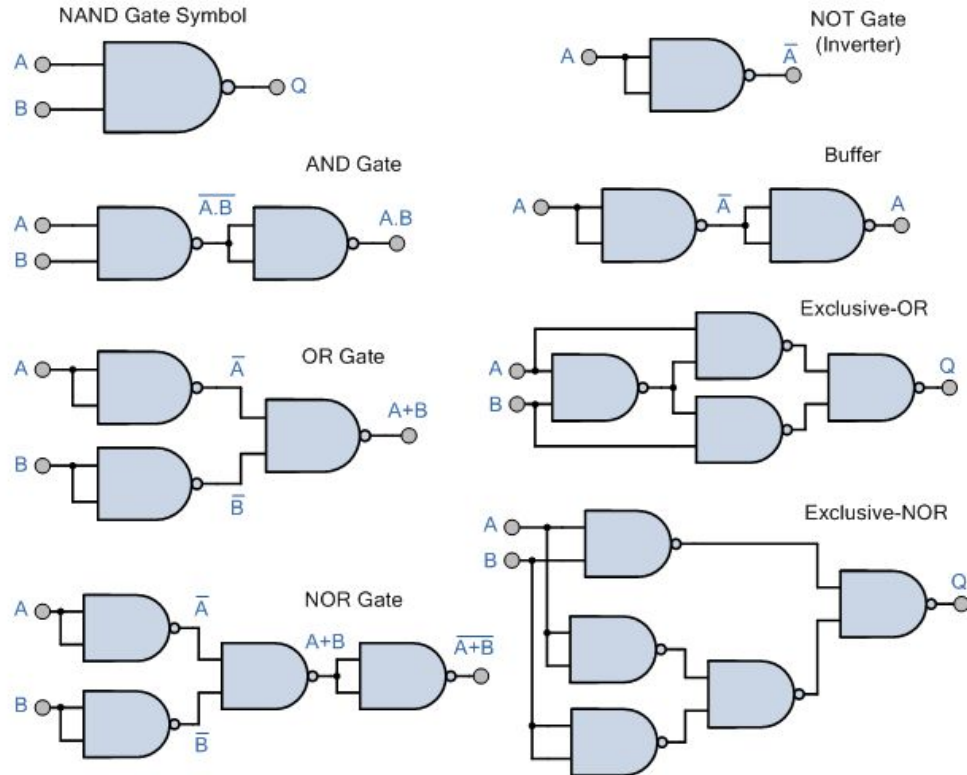 NAND Gate Symbol
A
B
Q
NOT Gate
(Inverter)
A
A̅
AND Gate
A
B
A̅.̅B̅
A.B
Buffer
A
A̅
A
OR Gate
A
A̅
B
B̅
A+B
Exclusive-OR
A
B
Q
NOR Gate
A
A̅
B
B̅
A+B
A̅+̅B̅
Exclusive-NOR
A
B
Q